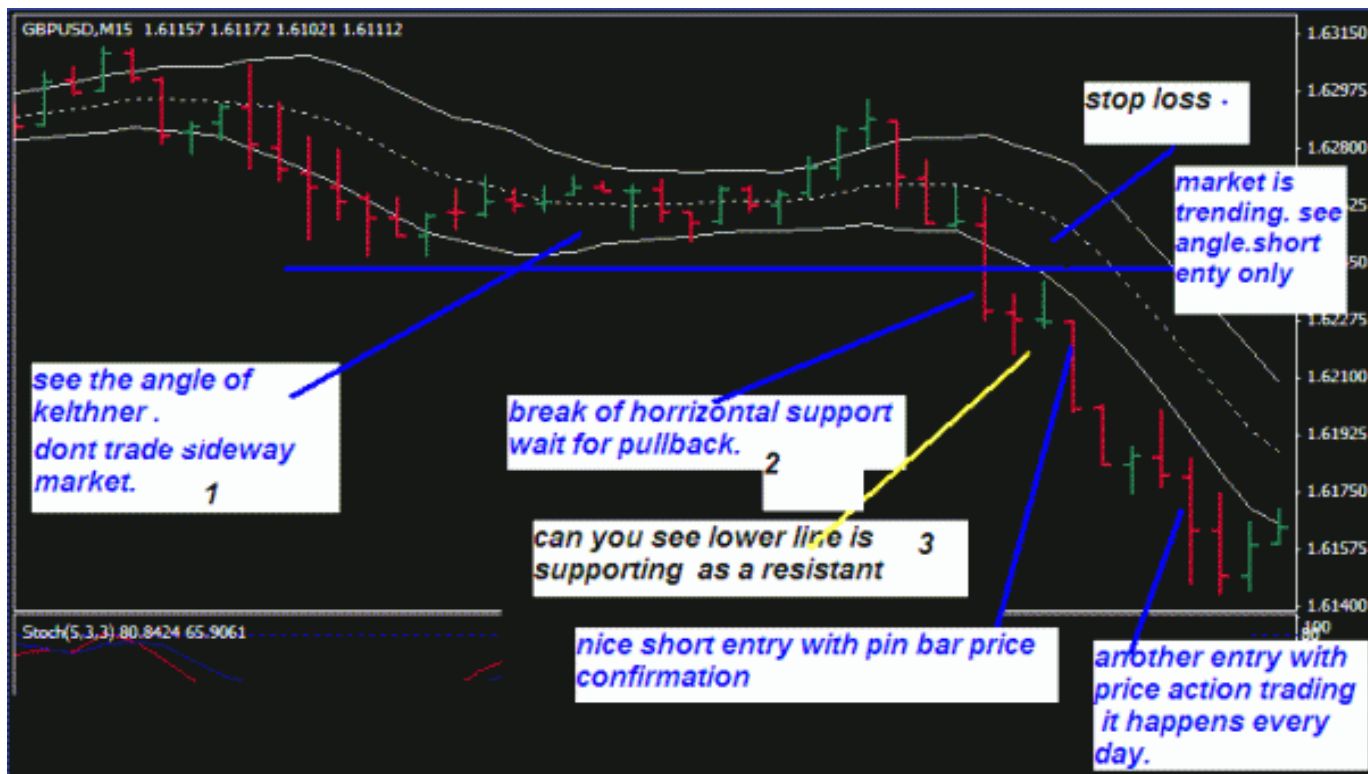 GBPUSD,M15 1.61157 1.61172 1.61021 1.61112
1.63150
1.62975
stop loss
1.62800
market is
trending. see
angle.short
enty only
1.62275
see the angle of
kelthner .
dont trade sideway
market.
1
1.62100
break of horrizontal support
wait for pullback.
2
1.61925
1.61750
can you see lower line is
supporting as a resistant
3
1.61575
1.61400
Stoch(5,3,3) 80.8424 65.9061
100
80
nice short entry with pin bar price
confirmation
another entry with
price action trading
it happens every
day.